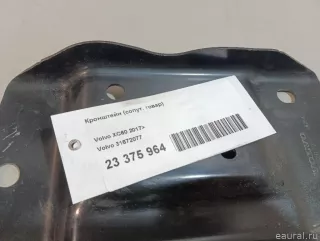 Кронштейн (сопут. товар)
Volvo XC60 2017>
Volvo 31672077
23 375 964
© eaural.ru